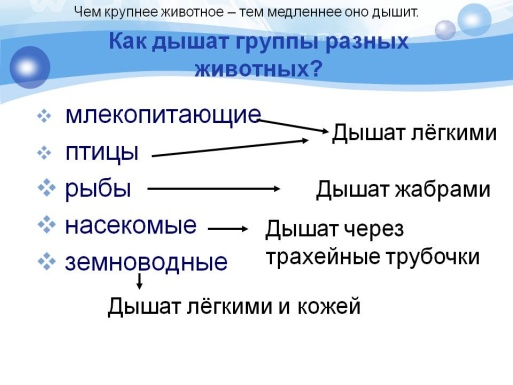 Чем крупнее животное – тем медленнее оно дышит.
Как дышат группы разных
животных?
млекопитающие
Дышат лёгкими
птицы
рыбы
Дышат жабрами
насекомые
Дышат через
трахейные трубочки
земноводные
Дышат лёгкими и кожей